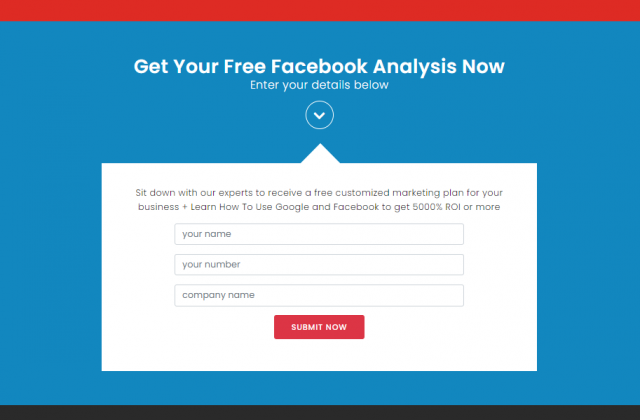 Get Your Free Facebook Analysis Now
Enter your details below
Sit down with our experts to receive a free customized marketing plan for your
business + Learn How To Use Google and Facebook to get 5000% ROI or more
your name
your number
company name
SUBMIT NOW